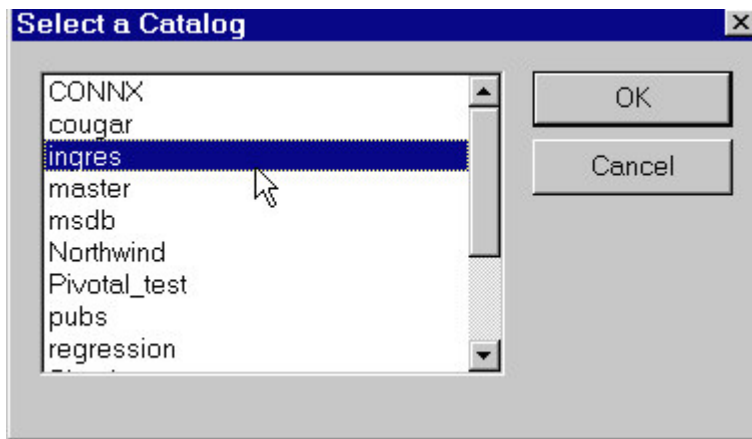 Select a Catalog
CONNX
cougar
ingres
master
msdb
Northwind
Pivotal_test
pubs
regression
OK
Cancel